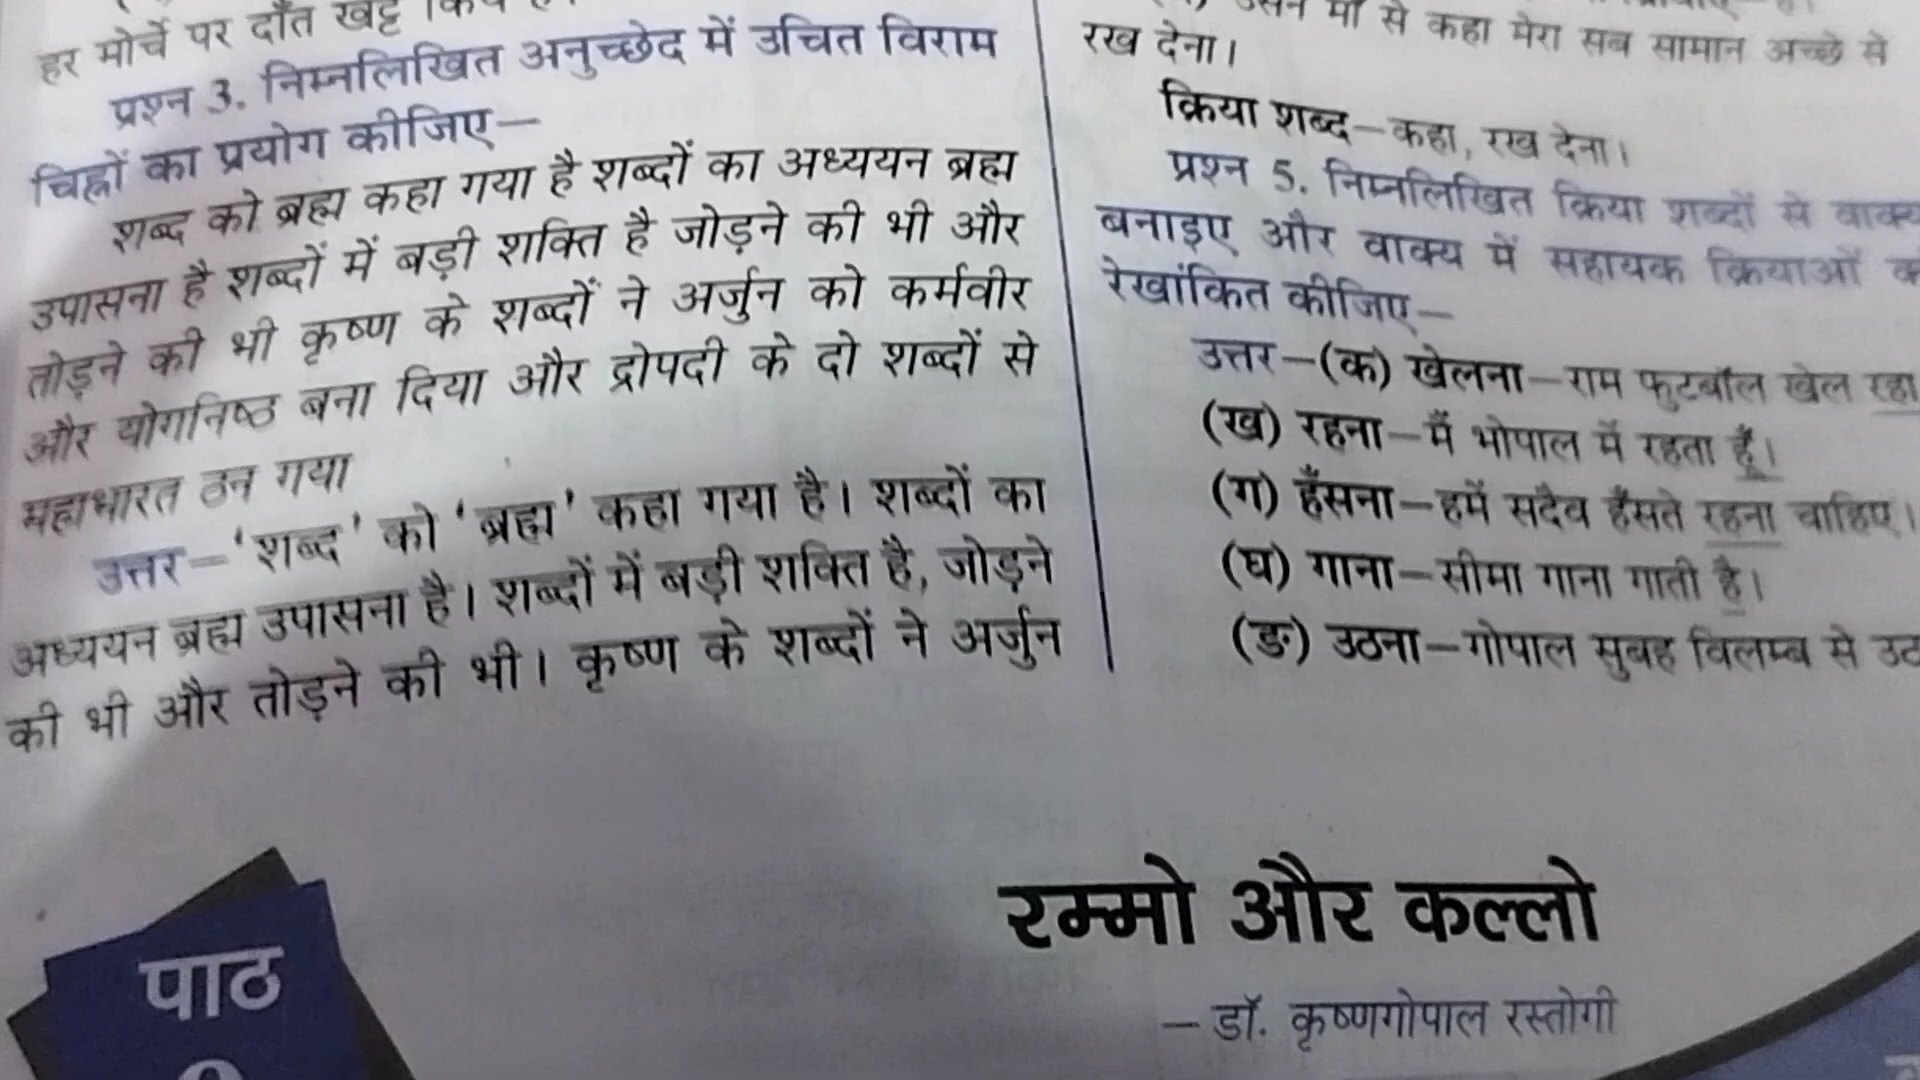 हर मोर्चे पर दाँत खट्टे
प्रश्न 3. निम्नलिखित अनुच्छेद में उचित विराम
चिह्नों का प्रयोग कीजिए—
शब्द को ब्रह्म कहा गया है शब्दों का अध्ययन ब्रह्म
उपासना है शब्दों में बड़ी शक्ति है जोड़ने की भी और
तोड़ने की भी कृष्ण के शब्दों ने अर्जुन को कर्मवीर
और योगनिष्ठ बना दिया और द्रोपदी के दो शब्दों से
महाभारत ठन गया
उत्तर—'शब्द' को 'ब्रह्म' कहा गया है। शब्दों का
अध्ययन ब्रह्म उपासना है। शब्दों में बड़ी शक्ति है, जोड़ने
की भी और तोड़ने की भी। कृष्ण के शब्दों ने अर्जुन
उसने माँ से कहा मेरा सब सामान अच्छे से
रख देना।
क्रिया शब्द—कहा, रख देना।
प्रश्न 5. निम्नलिखित क्रिया शब्दों से वाक्य
बनाइए और वाक्य में सहायक क्रियाओं
रेखांकित कीजिए—
उत्तर—(क) खेलना—राम फुटबॉल खेल रहा
(ख) रहना—मैं भोपाल में रहता हूँ।
(ग) हँसना—हमें सदैव हँसते रहना चाहिए।
(घ) गाना—सीमा गाना गाती है।
(ङ) उठना—गोपाल सुबह विलम्ब से
रम्मो और कल्लो
— डॉ. कृष्णगोपाल रस्तोगी
पाठ